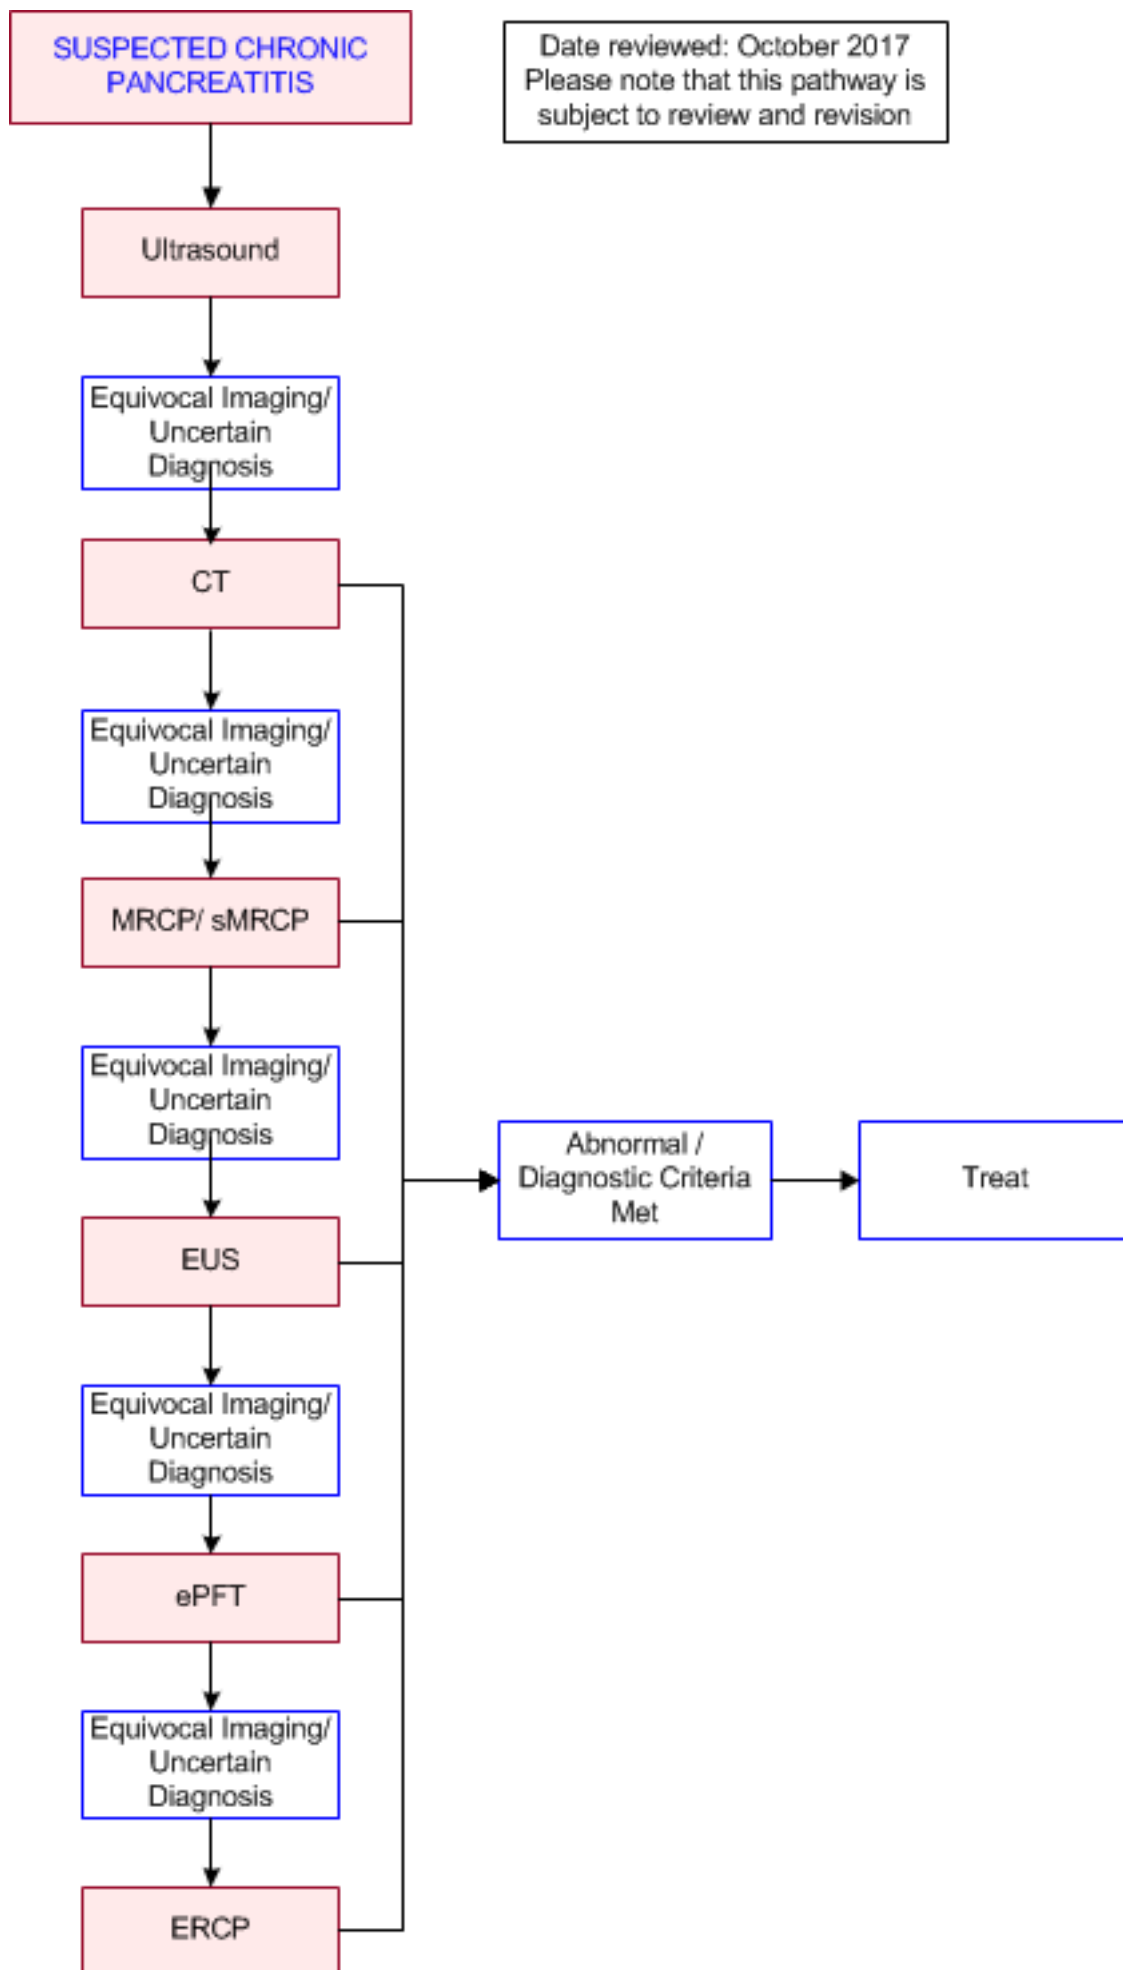 SUSPECTED CHRONIC
PANCREATITIS
Date reviewed: October 2017
Please note that this pathway is
subject to review and revision
Ultrasound
Equivocal Imaging/
Uncertain
Diagnosis
CT
Equivocal Imaging/
Uncertain
Diagnosis
MRCP/ sMRCP
Equivocal Imaging/
Uncertain
Diagnosis
Abnormal /
Diagnostic Criteria
Met
Treat
EUS
Equivocal Imaging/
Uncertain
Diagnosis
ePFT
Equivocal Imaging/
Uncertain
Diagnosis
ERCP